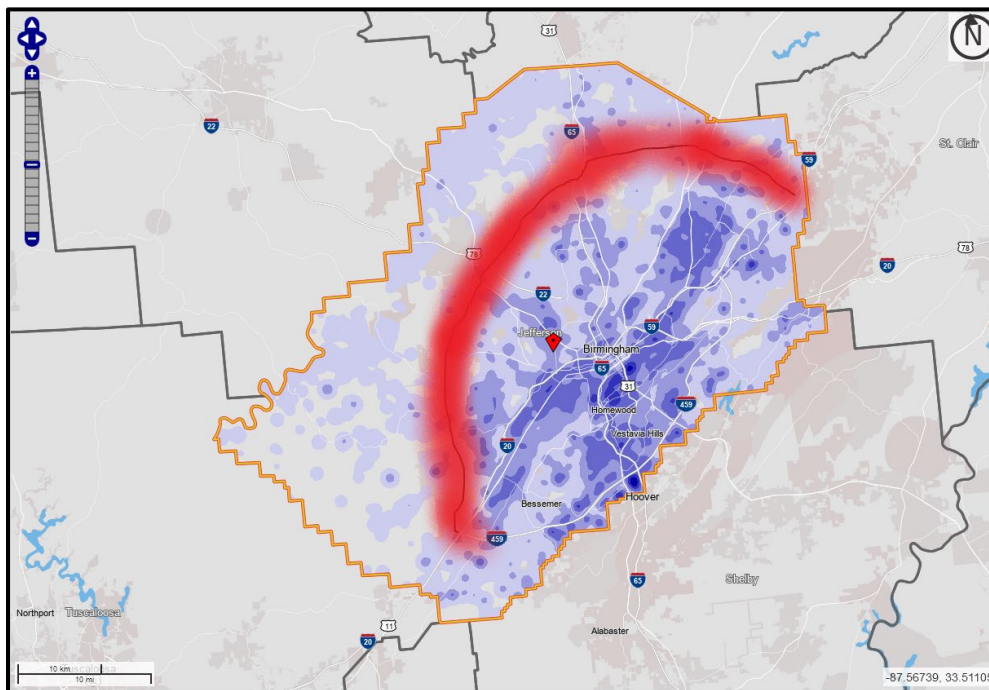 31
N
22
65
59
St. Clair
78
20
78
22
Jefferson
59
Birmingham
65
31
Homewood
459
Vestavia Hills
20
Bessemer
Hoover
459
65
Shelby
Northport
Tuscaloosa
11
Alabaster
20
10 km
10 mi
-87.56739, 33.51105